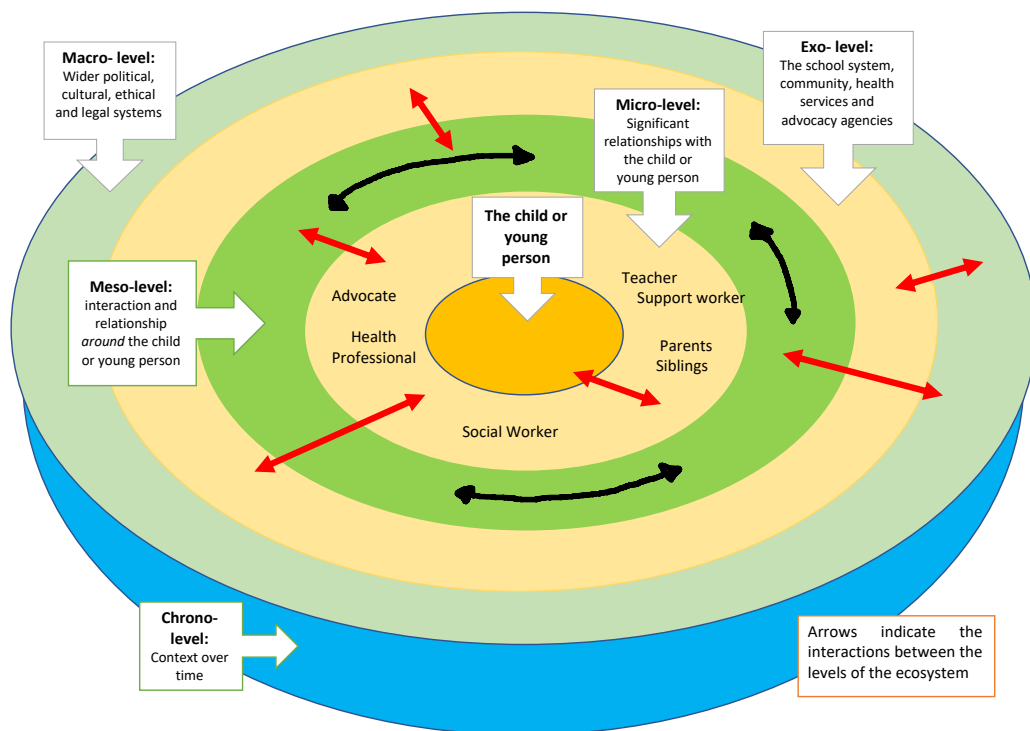 Macro- level:
Wider political,
cultural, ethical
and legal systems
Exo- level:
The school system,
community, health
services and
advocacy agencies
Micro-level:
Significant
relationships with
the child or
young person
The child or
young
person
Meso-level:
interaction and
relationship
around the child
or young person
Advocate
Health
Professional
Teacher
Support worker
Parents
Siblings
Social Worker
Chrono-
level:
Context over
time
Arrows indicate the
interactions between the
levels of the ecosystem